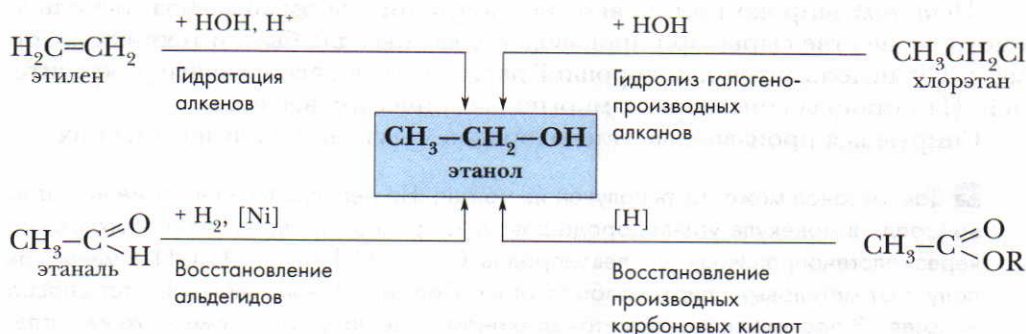 + HOH, H⁺
H₂C=CH₂
этилен
Гидратация
алкенов
+ HOH
CH₃CH₂Cl
хлорэтан
Гидролиз галогено-
производных
алканов
CH₃—CH₂—OH
этанол
+ H₂, [Ni]
CH₃—C
O
H
этаналь
Восстановление
альдегидов
[H]
CH₃—C
O
OR
Восстановление
производных
карбоновых кислот